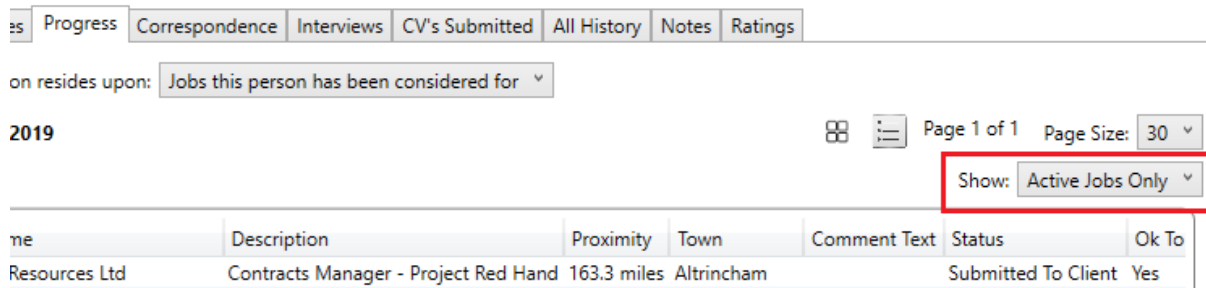 es Progress Correspondence Interviews CV's Submitted All History Notes Ratings
on resides upon: Jobs this person has been considered for
2019 Page 1 of 1 Page Size: 30
Show: Active Jobs Only
me Description Proximity Town Comment Text Status Ok To
Resources Ltd Contracts Manager - Project Red Hand 163.3 miles Altrincham Submitted To Client Yes